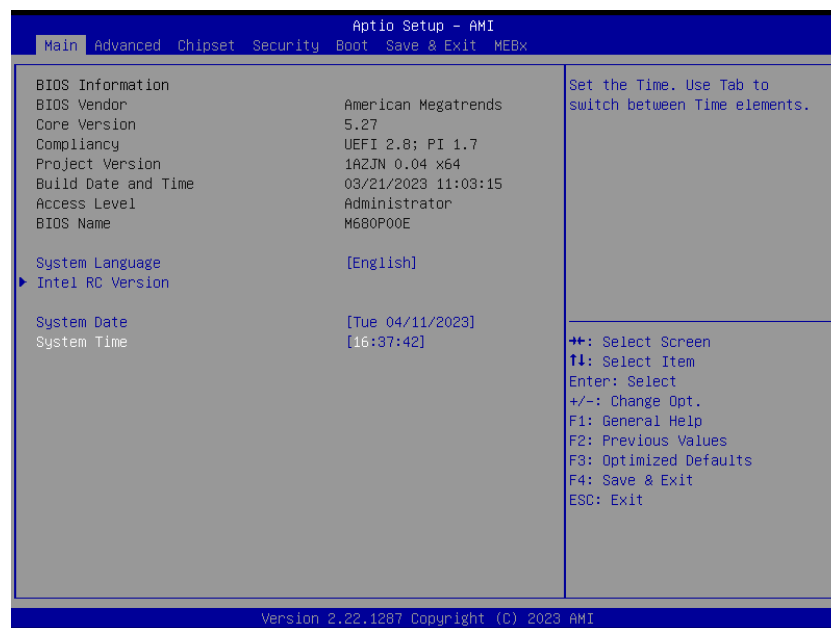 Aptio Setup - AMI
Main Advanced Chipset Security Boot Save & Exit MEBx
BIOS Information
BIOS Vendor American Megatrends
Core Version 5.27
Compliancy UEFI 2.8; PI 1.7
Project Version 1AZJN 0.04 x64
Build Date and Time 03/21/2023 11:03:15
Access Level Administrator
BIOS Name M680P00E
System Language [English]
Intel RC Version
System Date [Tue 04/11/2023]
System Time [16:37:42]
Set the Time. Use Tab to
switch between Time elements.
→←: Select Screen
↑↓: Select Item
Enter: Select
+/-: Change Opt.
F1: General Help
F2: Previous Values
F3: Optimized Defaults
F4: Save & Exit
ESC: Exit
Version 2.22.1287 Copyright (C) 2023 AMI